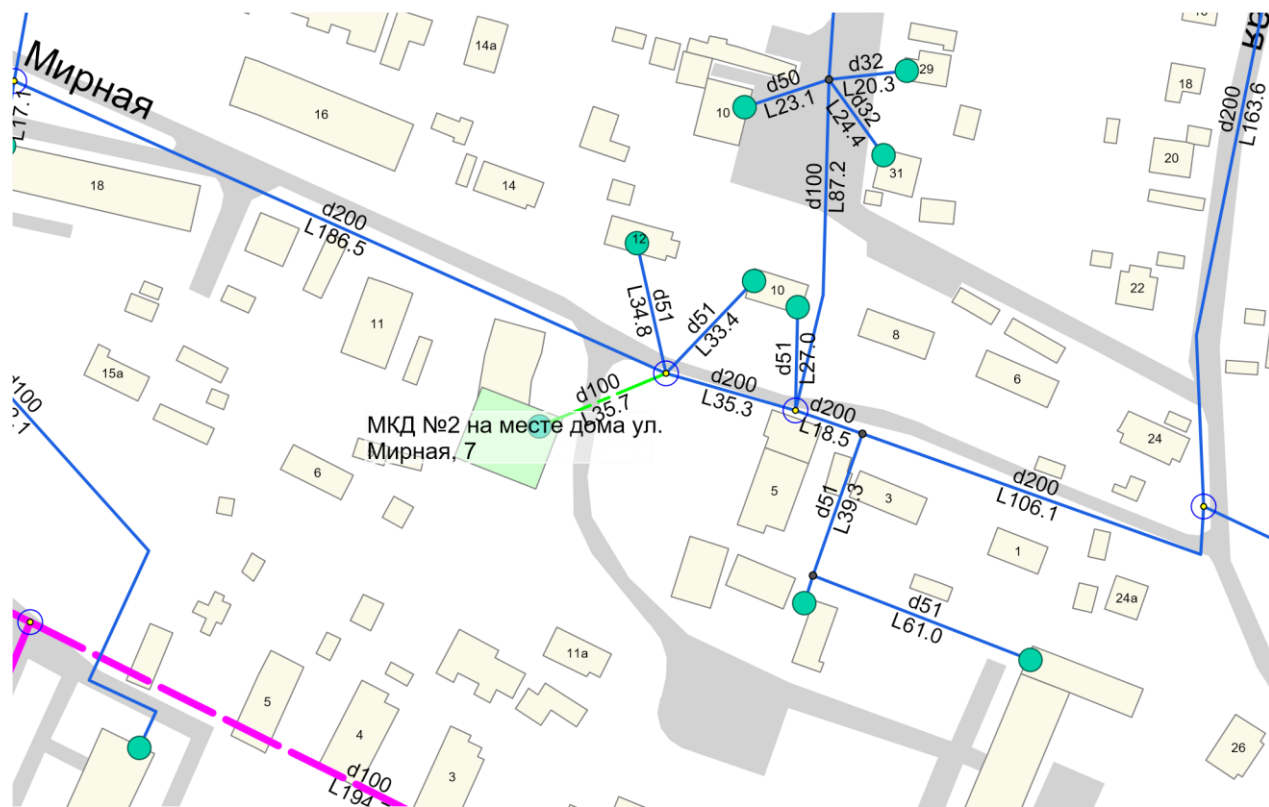 Мирная
14а
16
18
L17.1
d50
L23.1
10
d32
L20.3
29
d32
L24.4
31
18
20
d200
L163.6
14
12
d200
L186.5
d100
L87.2
22
11
d51
L34.8
d51
L33.4
10
8
6
15а
d51
L27.0
d100
L35.7
d200
L35.3
d200
L18.5
24
МКД №2 на месте дома ул.
Мирная, 7
d100
6
5
3
d51
L39.3
d200
L106.1
1
24а
d51
L61.0
11а
5
4
3
26
d100
L194